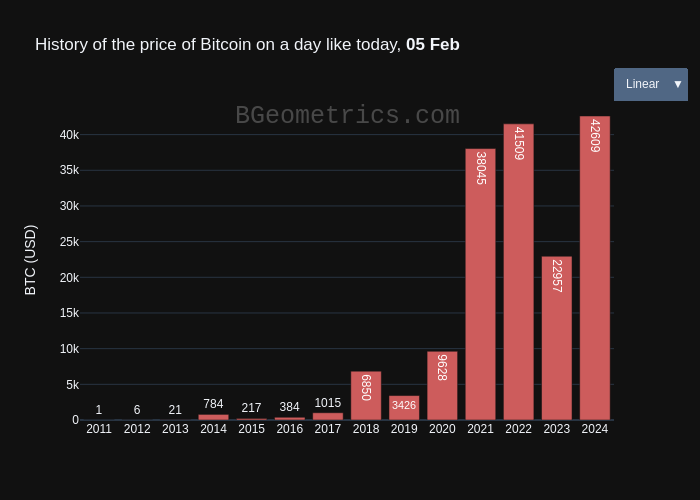 History of the price of Bitcoin on a day like today, 05 Feb
Linear ▼
BGeometrics.com
BTC (USD)
40k
35k
30k
25k
20k
15k
10k
5k
0
1
6
21
784
217
384
1015
6850
3426
9628
38045
41509
22957
42609
2011 2012 2013 2014 2015 2016 2017 2018 2019 2020 2021 2022 2023 2024